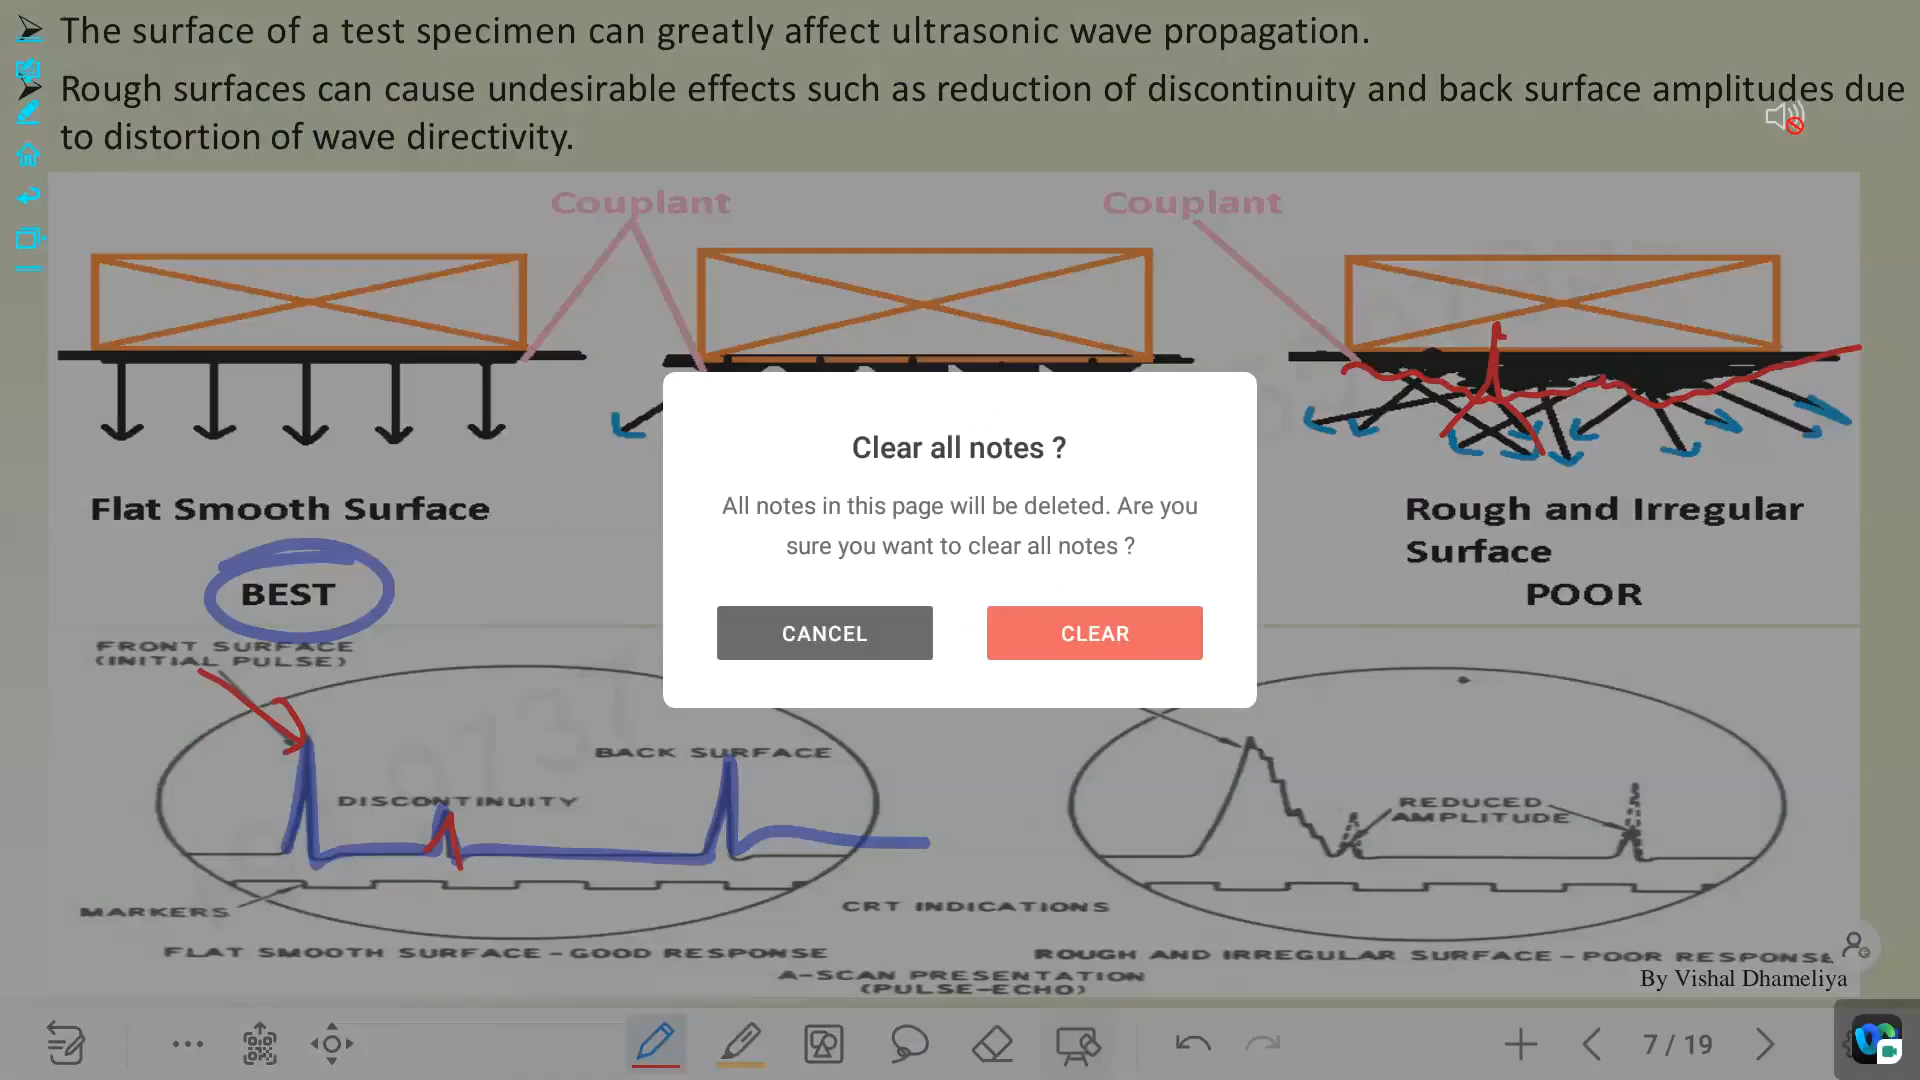 The surface of a test specimen can greatly affect ultrasonic wave propagation.
Rough surfaces can cause undesirable effects such as reduction of discontinuity and back surface amplitudes due
to distortion of wave directivity.
Couplant
Couplant
Flat Smooth Surface
BEST
Rough and Irregular
Surface
POOR
Clear all notes ?
All notes in this page will be deleted. Are you
sure you want to clear all notes ?
CANCEL
CLEAR
FRONT SURFACE
(INITIAL PULSE)
DISCONTINUITY
BACK SURFACE
MARKERS
REDUCED
AMPLITUDE
CRT INDICATIONS
FLAT SMOOTH SURFACE - GOOD RESPONSE
ROUGH AND IRREGULAR SURFACE - POOR RESPONSE
A-SCAN PRESENTATION
(PULSE-ECHO)
By Vishal Dhameliya
7 / 19